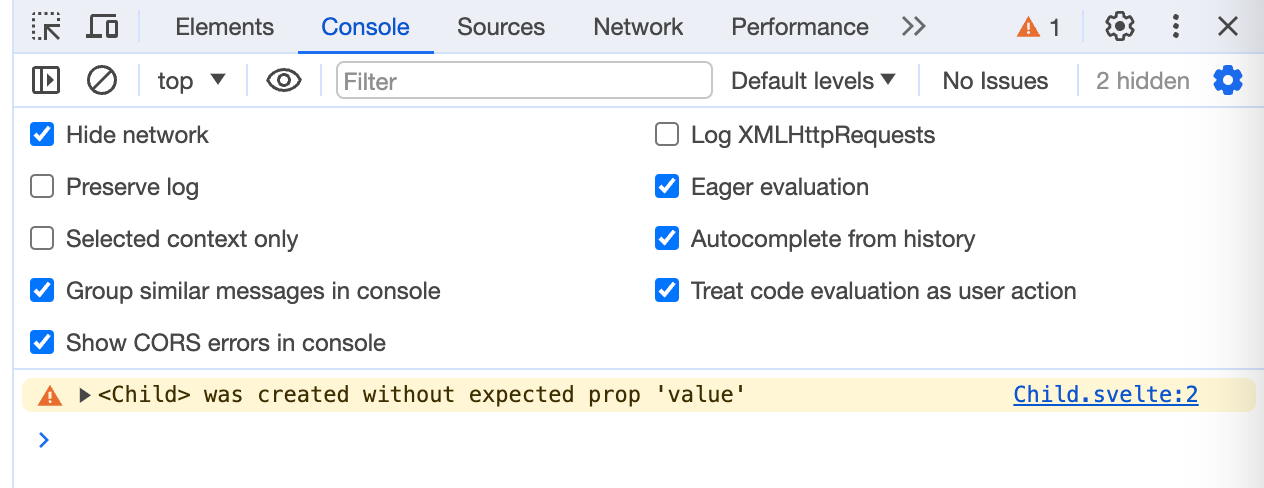 Elements Console Sources Network Performance 1
top Filter Default levels No Issues 2 hidden
Hide network Log XMLHttpRequests
Preserve log Eager evaluation
Selected context only Autocomplete from history
Group similar messages in console Treat code evaluation as user action
Show CORS errors in console
<Child> was created without expected prop 'value' Child.svelte:2